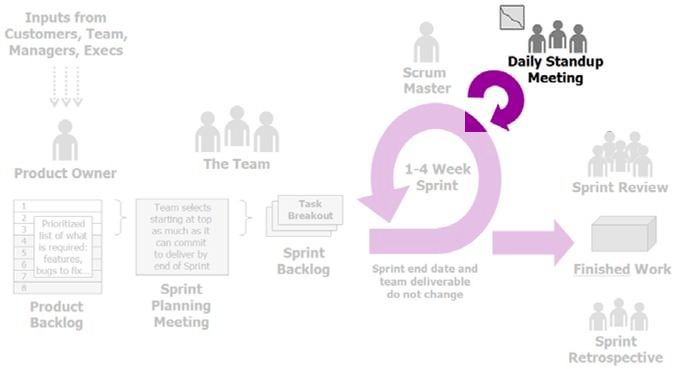 Inputs from
Customers, Team,
Managers, Execs
Product Owner
The Team
Scrum
Master
Daily Standup
Meeting
1
2
3
4
5
6
7
8
Prioritized
list of what
is required:
features,
bugs to fix...
Product
Backlog
Team selects
starting at top
as much as it
can commit
to deliver by
end of Sprint
Sprint
Planning
Meeting
Task
Breakout
Sprint
Backlog
1-4 Week
Sprint
Sprint end date and
team deliverable
do not change
Sprint Review
Finished Work
Sprint
Retrospective